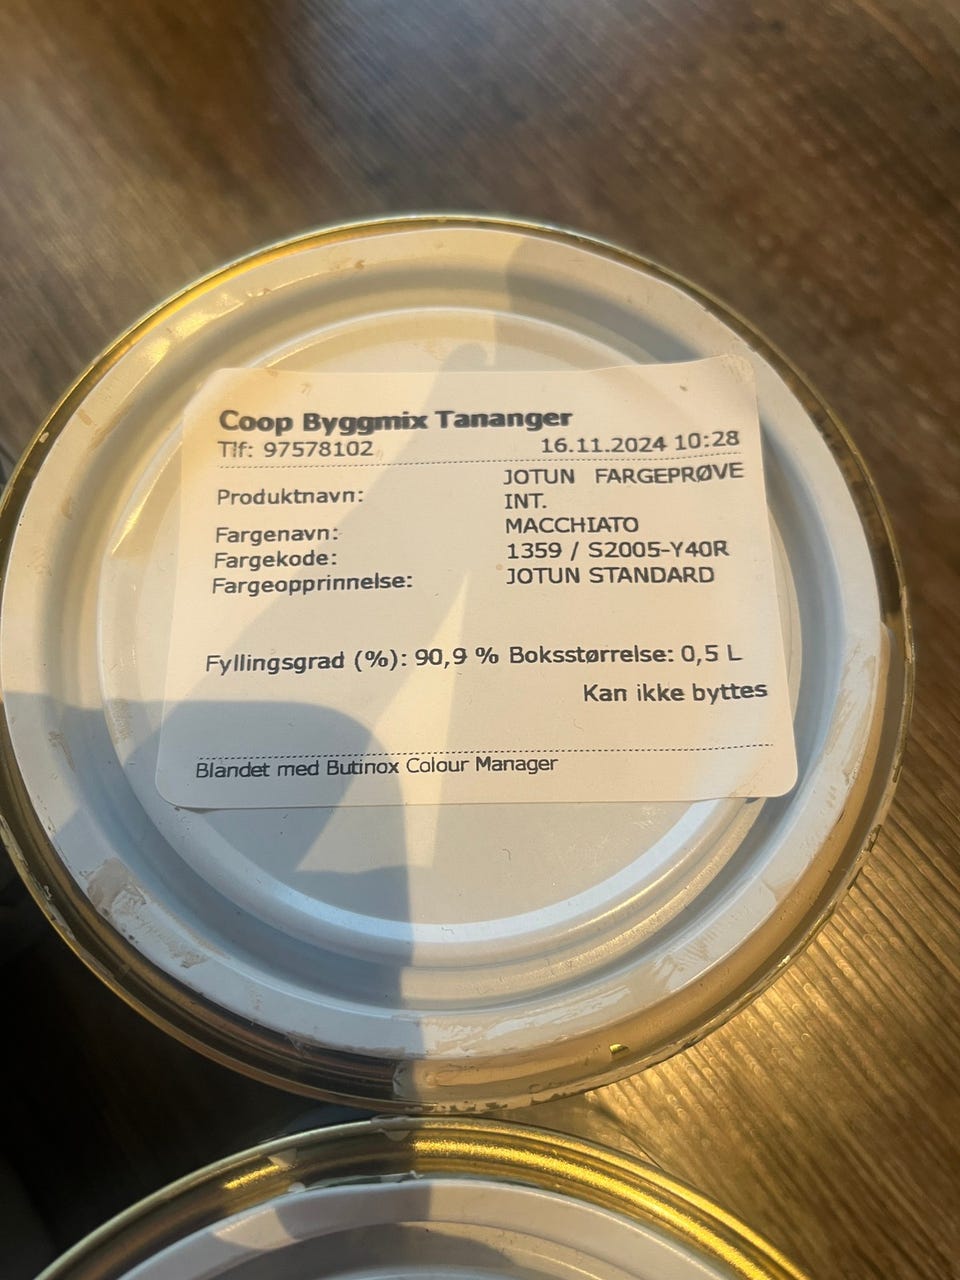 Coop Byggmix Tananger
Tlf: 97578102 16.11.2024 10:28
Produktnavn: JOTUN FARGEPRØVE INT.
Fargenavn: MACCHIATO
Fargekode: 1359 / S2005-Y40R
Fargeopprinnelse: JOTUN STANDARD
Fyllingsgrad (%): 90,9 % Boksstørrelse: 0,5 L
Kan ikke byttes
Blandet med Butinox Colour Manager